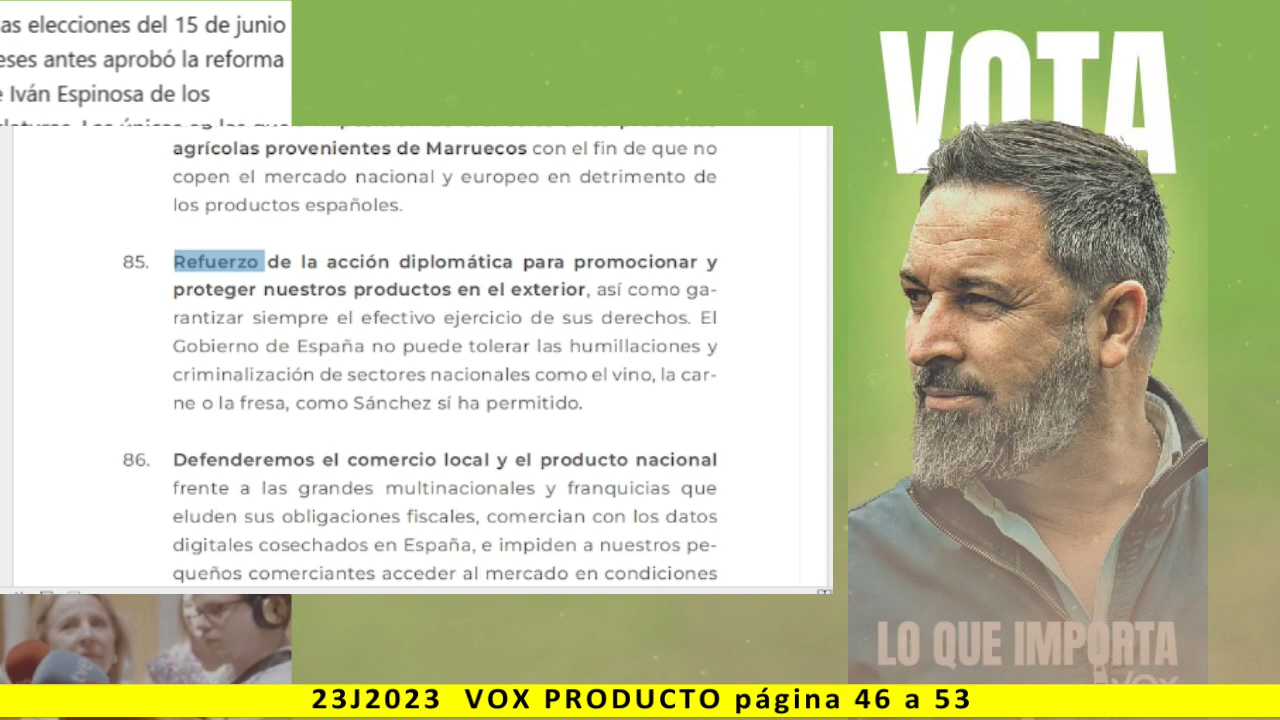 as elecciones del 15 de junio
eses antes aprobó la reforma
e Iván Espinosa de los
agrícolas provenientes de Marruecos con el fin de que no
copen el mercado nacional y europeo en detrimento de
los productos españoles.
85. Refuerzo de la acción diplomática para promocionar y
proteger nuestros productos en el exterior, así como ga-
rantizar siempre el efectivo ejercicio de sus derechos. El
Gobierno de España no puede tolerar las humillaciones y
criminalización de sectores nacionales como el vino, la car-
ne o la fresa, como Sánchez sí ha permitido.
86. Defenderemos el comercio local y el producto nacional
frente a las grandes multinacionales y franquicias que
eluden sus obligaciones fiscales, comercian con los datos
digitales cosechados en España, e impiden a nuestros pe-
queños comerciantes acceder al mercado en condiciones
VOTA
LO QUE IMPORTA
VOX
23J2023 VOX PRODUCTO página 46 a 53